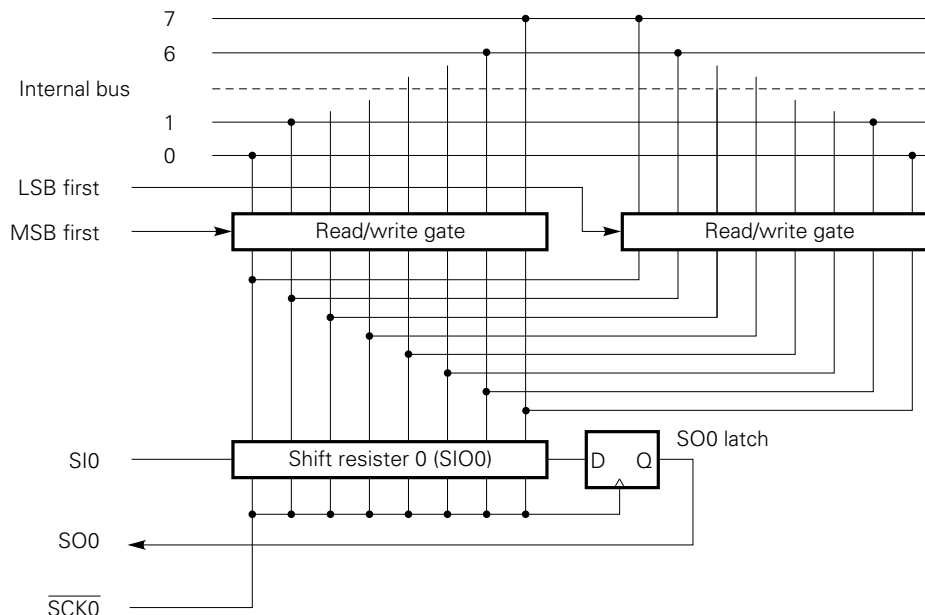 7
6
Internal bus
1
0
LSB first
MSB first
Read/write gate
Read/write gate
SO0 latch
SI0
Shift resister 0 (SIO0)
D
Q
SO0
SCK0